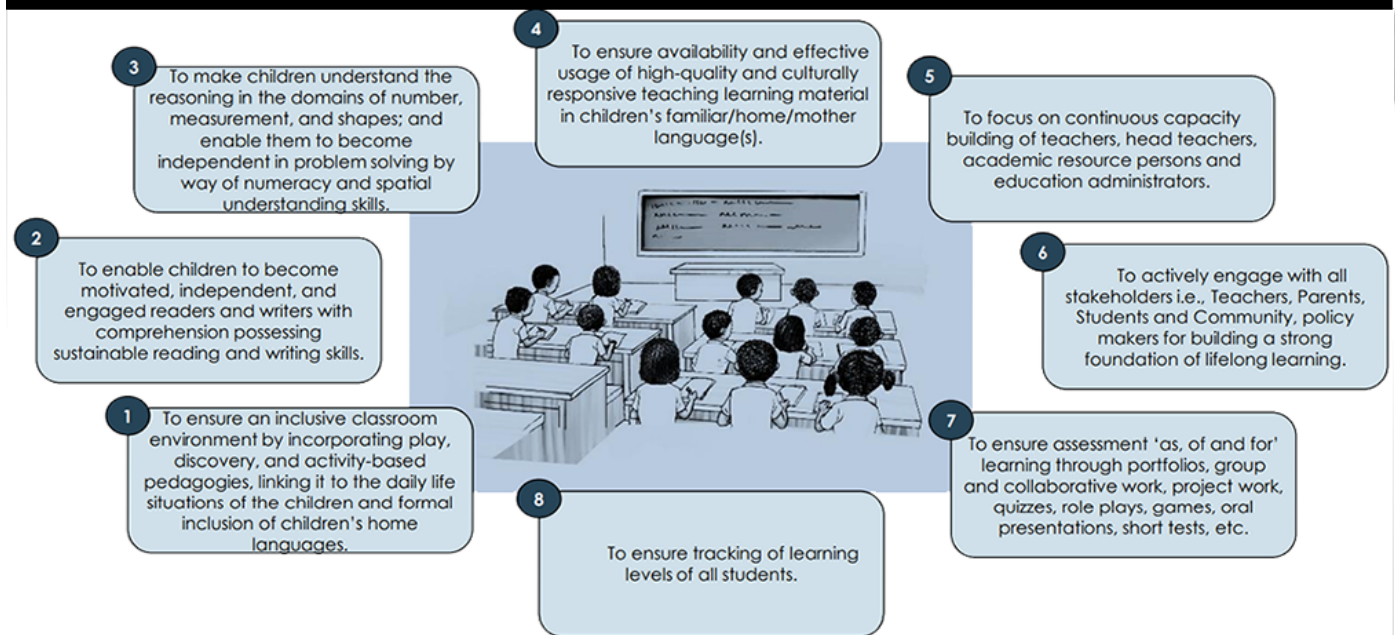 1
To ensure an inclusive classroom
environment by incorporating play,
discovery, and activity-based
pedagogies, linking it to the daily life
situations of the children and formal
inclusion of children's home
languages.
2
To enable children to become
motivated, independent, and
engaged readers and writers with
comprehension possessing
sustainable reading and writing skills.
3
To make children understand the
reasoning in the domains of number,
measurement, and shapes; and
enable them to become
independent in problem solving by
way of numeracy and spatial
understanding skills.
4
To ensure availability and effective
usage of high-quality and culturally
responsive teaching learning material
in children's familiar/home/mother
language(s).
5
To focus on continuous capacity
building of teachers, head teachers,
academic resource persons and
education administrators.
6
To actively engage with all
stakeholders i.e., Teachers, Parents,
Students and Community, policy
makers for building a strong
foundation of lifelong learning.
7
To ensure assessment 'as, of and for'
learning through portfolios, group
and collaborative work, project work,
quizzes, role plays, games, oral
presentations, short tests, etc.
8
To ensure tracking of learning
levels of all students.